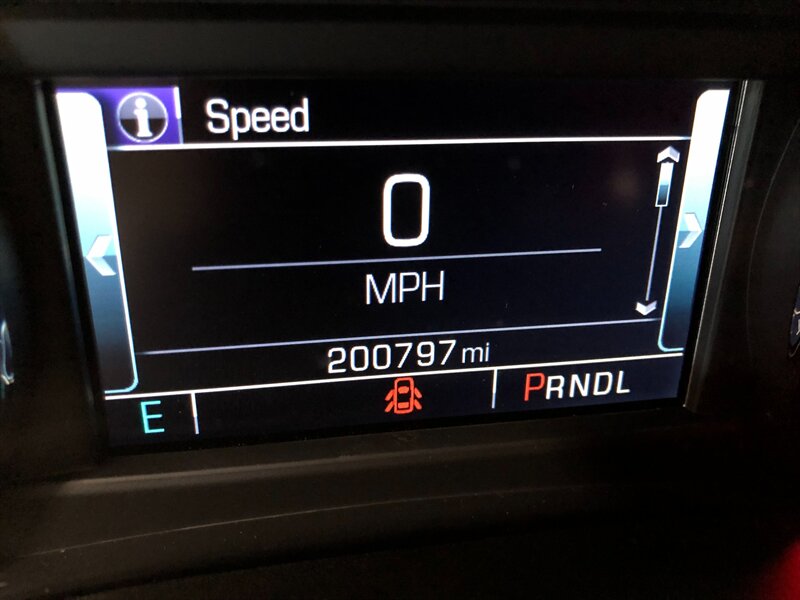 i Speed
0
MPH
200797 mi
E PRNDL